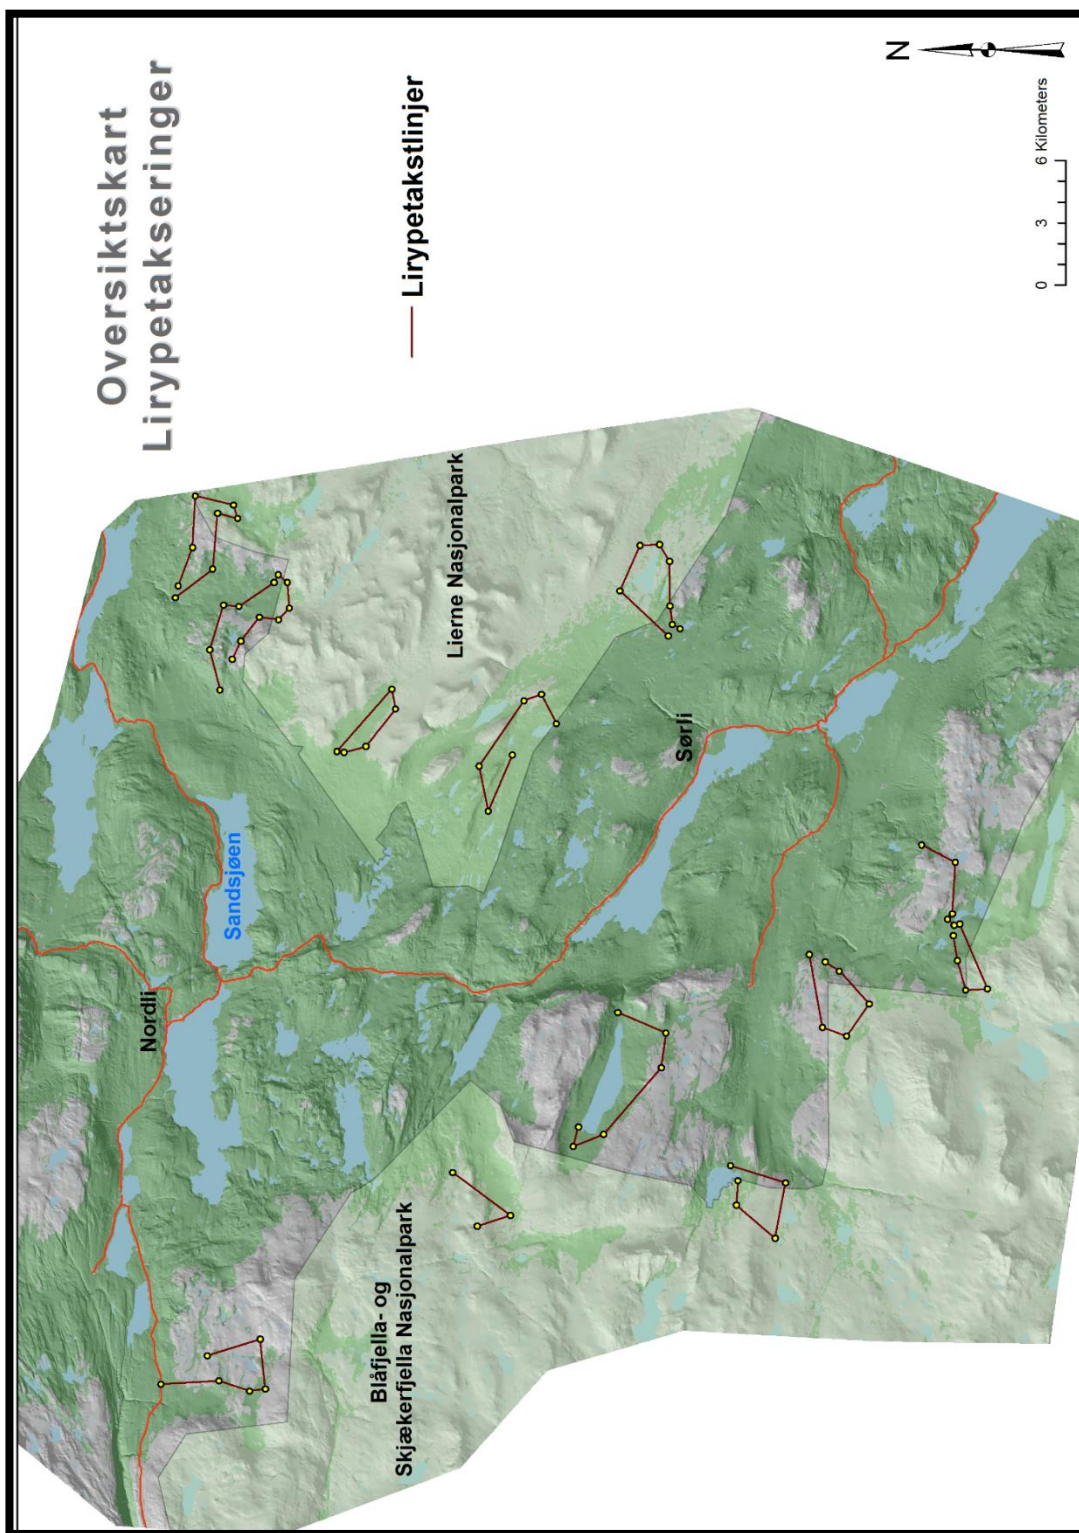 Oversiktskart
Lirypetakseringer
Lirypetakstlinjer
N
0 3 6 Kilometers
Nordli
Sandsjøen
Lierne Nasjonalpark
Sørli
Blåfjella- og
Skjækerfjella Nasjonalpark